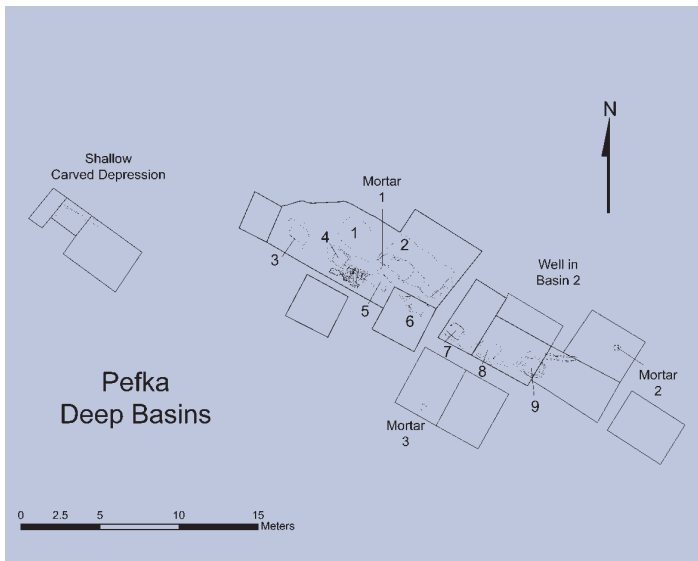 N
Shallow
Carved Depression
Mortar
1
1
2
3
4
5
6
Well in
Basin 2
7
8
9
Mortar
2
Mortar
3
Pefka
Deep Basins
0 2.5 5 10 15
Meters